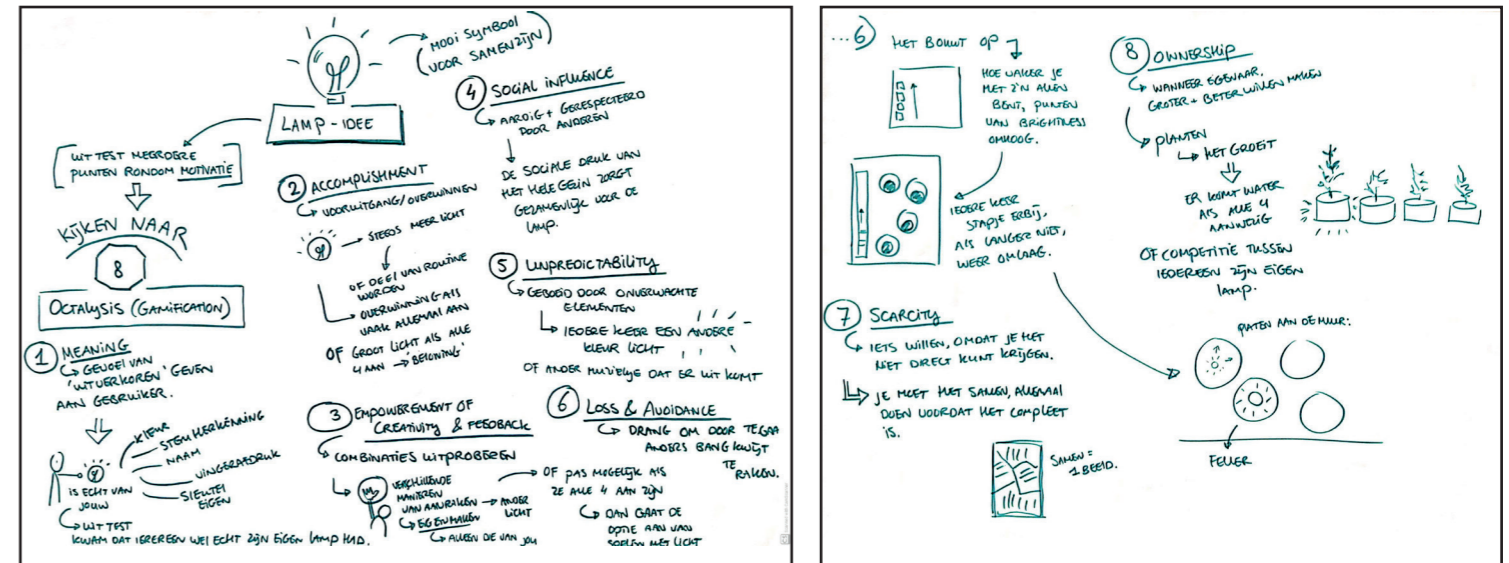 MOOI SYMBOOL
(VOOR SAMENZIJN)
LAMP-IDEE
[UIT TEST MEEGROEPE
PUNTEN RONDOM MOTIVATIE]
KIJKEN NAAR
8
OCTALYSIS (GAMIFICATION)
① MEANING
GEVOEL VAN
'UITVERKOREN' GEVEN
AAN GEBRUIKER.
KLEUR
STEMHERKENNING
NAAM
VINGERAFDRUK
SLEUTEL
EIGEN
IS ECHT VAN
JOUW
UIT TEST
KWAM DAT IEDEREEN WEL ECHT ZIJN EIGEN LAMP HAD.
② ACCOMPLISHMENT
VOORUITGANG/OVERWINNEN
STEEDS MEER LICHT
OF DEEL VAN ROUTINE
WORDEN
OVERWINNING ALS
VAAK ALLEMAAL AAN
OF GROOT LICHT ALS ALLE
4 AAN → 'BELONING'
③ EMPOWEREMENT OF
CREATIVITY & FEEDBACK
COMBINATIES UITPROBEREN
VERSCHILLENDE
MANIEREN
VAN AANRAKEN → ANDER
LICHT
EIGEN MAKEN
ALLEEN DIE VAN JOU
OF PAS MOGELIJK ALS
ZE ALLE 4 AAN ZIJN
DAN GAAT DE
OPTIE AAN VAN
SPELEN MET LICHT
④ SOCIAL INFLUENCE
AARDIG + GERESPECTEERD
DOOR ANDEREN
DE SOCIALE DRUK VAN
HET HELE GEZIN ZORGT
GEZAMENLIJK VOOR DE
LAMP.
⑤ UNPREDICTABILITY
GEBOEID DOOR ONVERWACHTE
ELEMENTEN
IEDERE KEER EEN ANDERE
KLEUR LICHT
OF ANDER MUZIEKJE DAT ER UIT KOMT
⑥ LOSS & AVOIDANCE
DRANG OM DOOR TE GAAN
ANDERS BANG KWIJT
TE
RAKEN.
...6) HET BOUWT OP
HOE VAKER JE
MET Z'N ALLEN
BENT, PUNTEN
VAN BRIGHTNESS
OMHOOG.
IEDERE KEER
STAPJE ERBIJ,
ALS LANGER NIET,
WEER OMLAAG.
⑦ SCARCITY
IETS WILLEN, OMDAT JE HET
NIET DIRECT KUNT KRIJGEN.
JE MOET HET SAMEN, ALLEMAAL
DOEN VOORDAT HET COMPLEET
IS.
SAMEN =
1 BEELD.
⑧ OWNERSHIP
WANNEER EIGENAAR,
GROTER + BETER WILLEN MAKEN
PLANTEN
HET GROEIT
ER KOMT WATER
ALS ALLE 4
AANWEZIG
OF COMPETITIE TUSSEN
IEDEREEN ZIJN EIGEN
LAMP.
PLATEN AAN DE MUUR:
FELLER